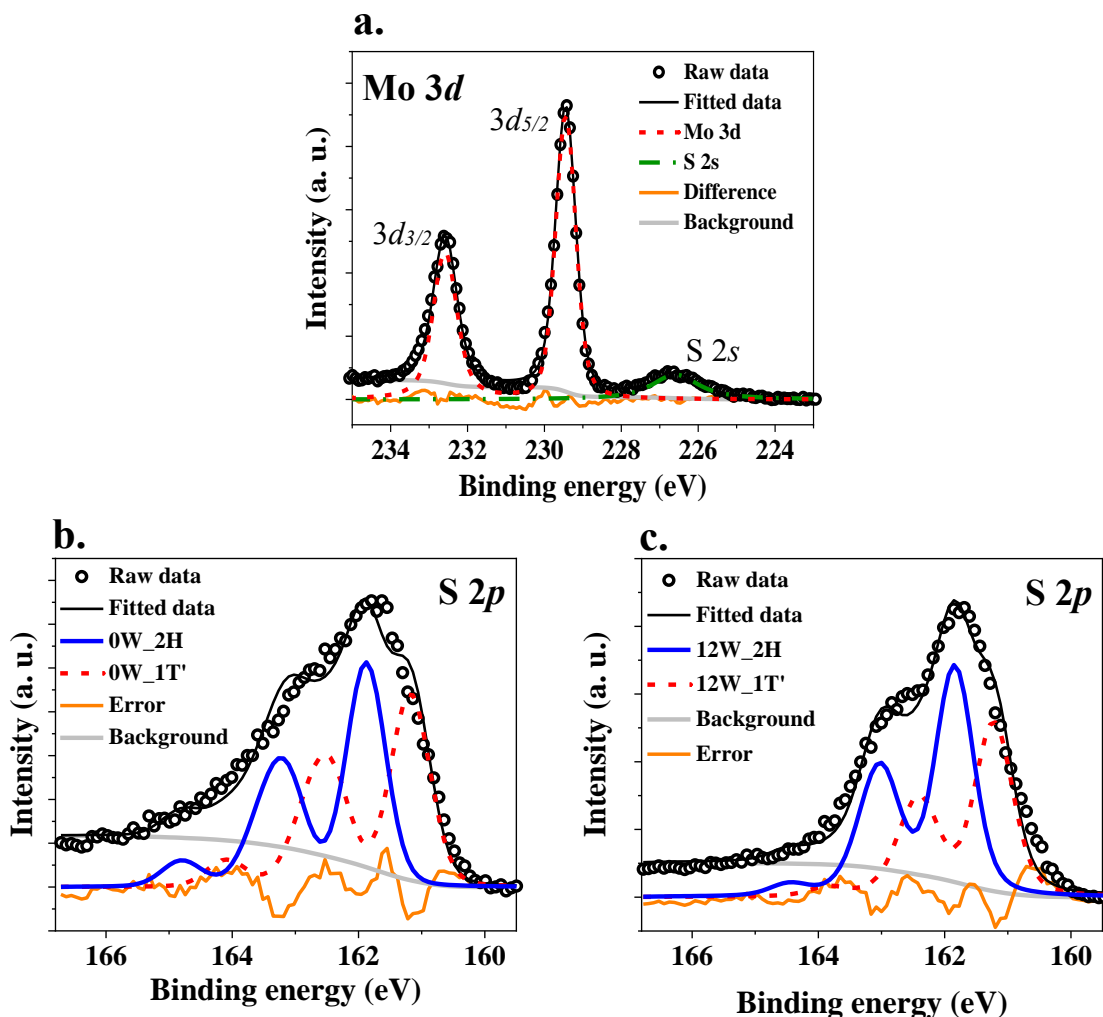 a.
Mo 3d
3d5/2
3d3/2
S 2s
Raw data
Fitted data
Mo 3d
S 2s
Difference
Background
Intensity (a. u.)
234 232 230 228 226 224
Binding energy (eV)
b.
S 2p
Raw data
Fitted data
0W_2H
0W_1T'
Error
Background
Intensity (a. u.)
166 164 162 160
Binding energy (eV)
c.
S 2p
Raw data
Fitted data
12W_2H
12W_1T'
Background
Error
Intensity (a. u.)
166 164 162 160
Binding energy (eV)